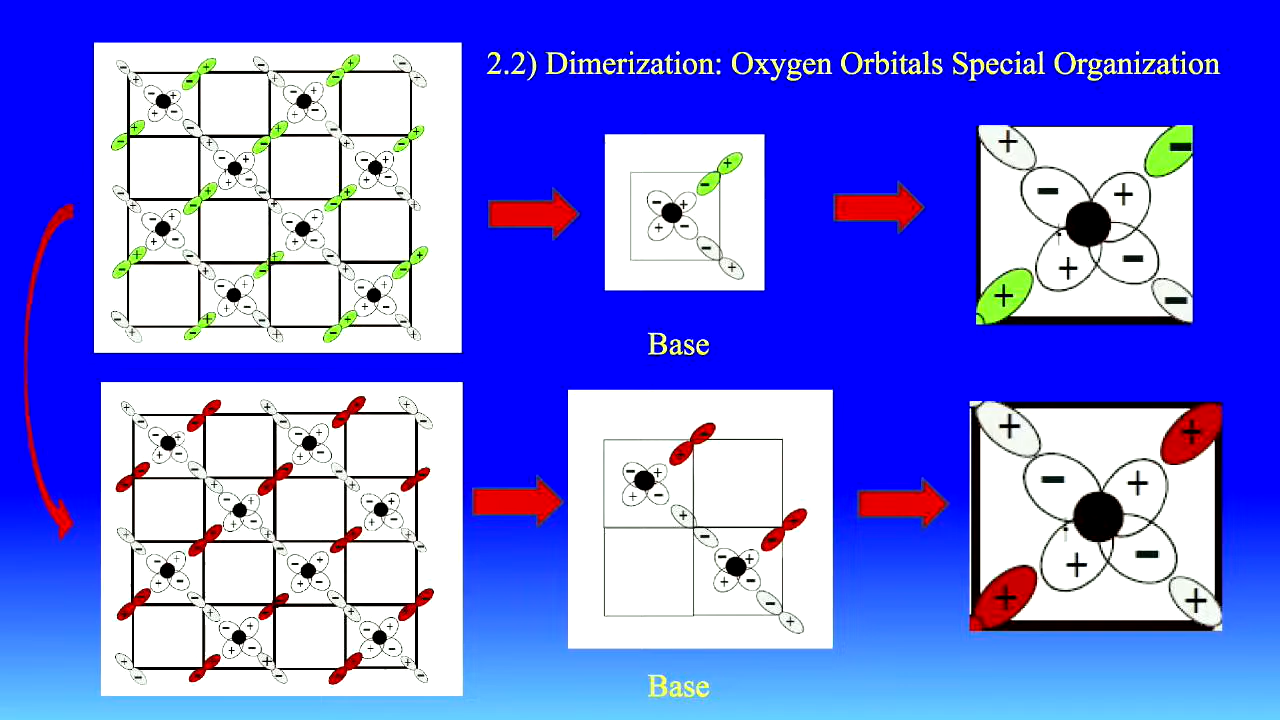 2.2) Dimerization: Oxygen Orbitals Special Organization
Base
Base